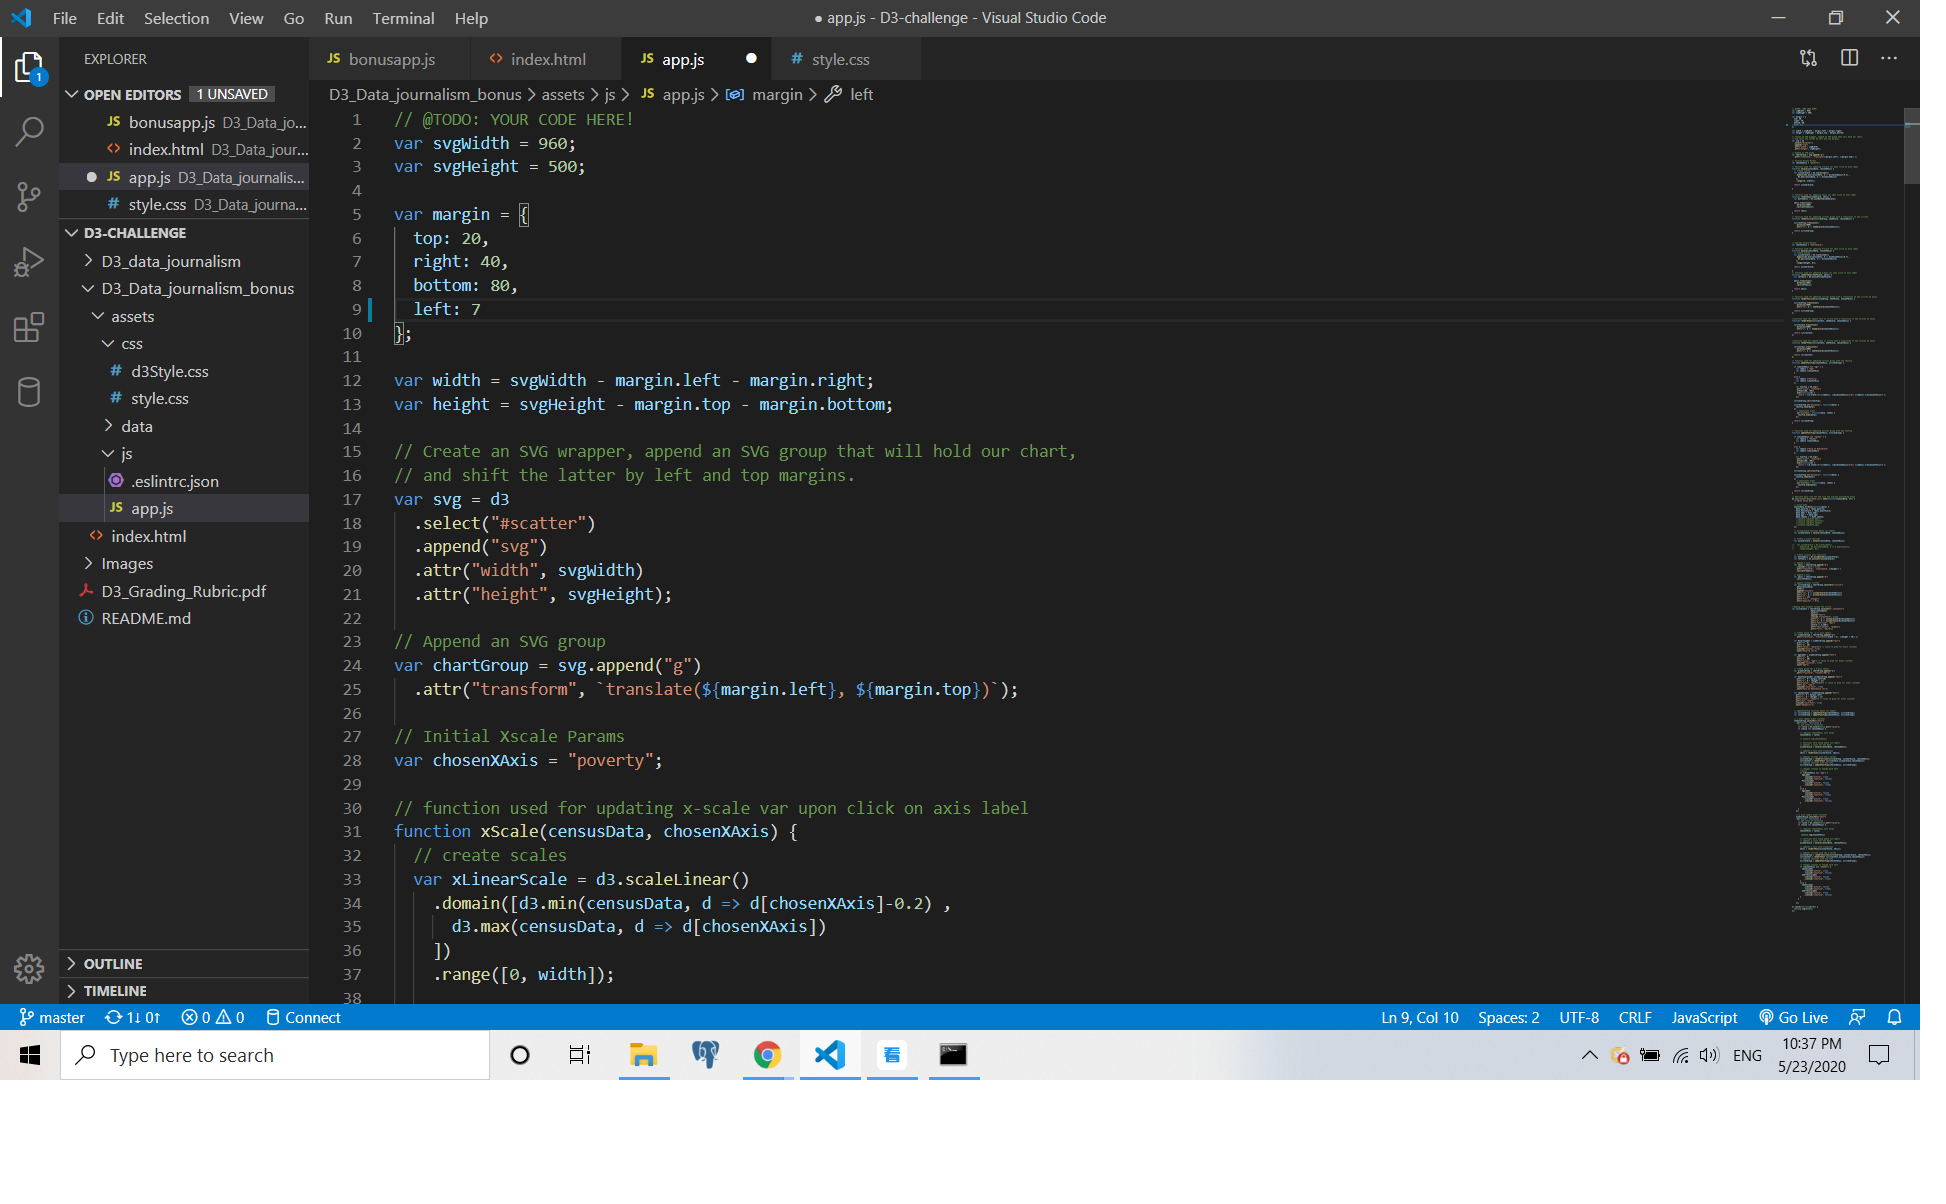 File Edit Selection View Go Run Terminal Help
● app.js - D3-challenge - Visual Studio Code
EXPLORER
1
OPEN EDITORS 1 UNSAVED
JS bonusapp.js D3_Data_jo...
<> index.html D3_Data_jour...
● JS app.js D3_Data_journalis...
# style.css D3_Data_journa...
D3-CHALLENGE
D3_data_journalism
D3_Data_journalism_bonus
assets
css
# d3Style.css
# style.css
data
js
.eslintrc.json
JS app.js
<> index.html
Images
D3_Grading_Rubric.pdf
README.md
OUTLINE
TIMELINE
JS bonusapp.js <> index.html JS app.js ● # style.css
D3_Data_journalism_bonus > assets > js > JS app.js > margin > left
1 // @TODO: YOUR CODE HERE!
2 var svgWidth = 960;
3 var svgHeight = 500;
4
5 var margin = {
6 top: 20,
7 right: 40,
8 bottom: 80,
9 left: 7
10 };
11
12 var width = svgWidth - margin.left - margin.right;
13 var height = svgHeight - margin.top - margin.bottom;
14
15 // Create an SVG wrapper, append an SVG group that will hold our chart,
16 // and shift the latter by left and top margins.
17 var svg = d3
18 .select("#scatter")
19 .append("svg")
20 .attr("width", svgWidth)
21 .attr("height", svgHeight);
22
23 // Append an SVG group
24 var chartGroup = svg.append("g")
25 .attr("transform", `translate(${margin.left}, ${margin.top})`);
26
27 // Initial Xscale Params
28 var chosenXAxis = "poverty";
29
30 // function used for updating x-scale var upon click on axis label
31 function xScale(censusData, chosenXAxis) {
32 // create scales
33 var xLinearScale = d3.scaleLinear()
34 .domain([d3.min(censusData, d => d[chosenXAxis]-0.2) ,
35 d3.max(censusData, d => d[chosenXAxis])
36 ])
37 .range([0, width]);
38
master 1↓ 0↑ 0 0 Connect
Ln 9, Col 10 Spaces: 2 UTF-8 CRLF JavaScript Go Live
Type here to search
ENG
10:37 PM
5/23/2020